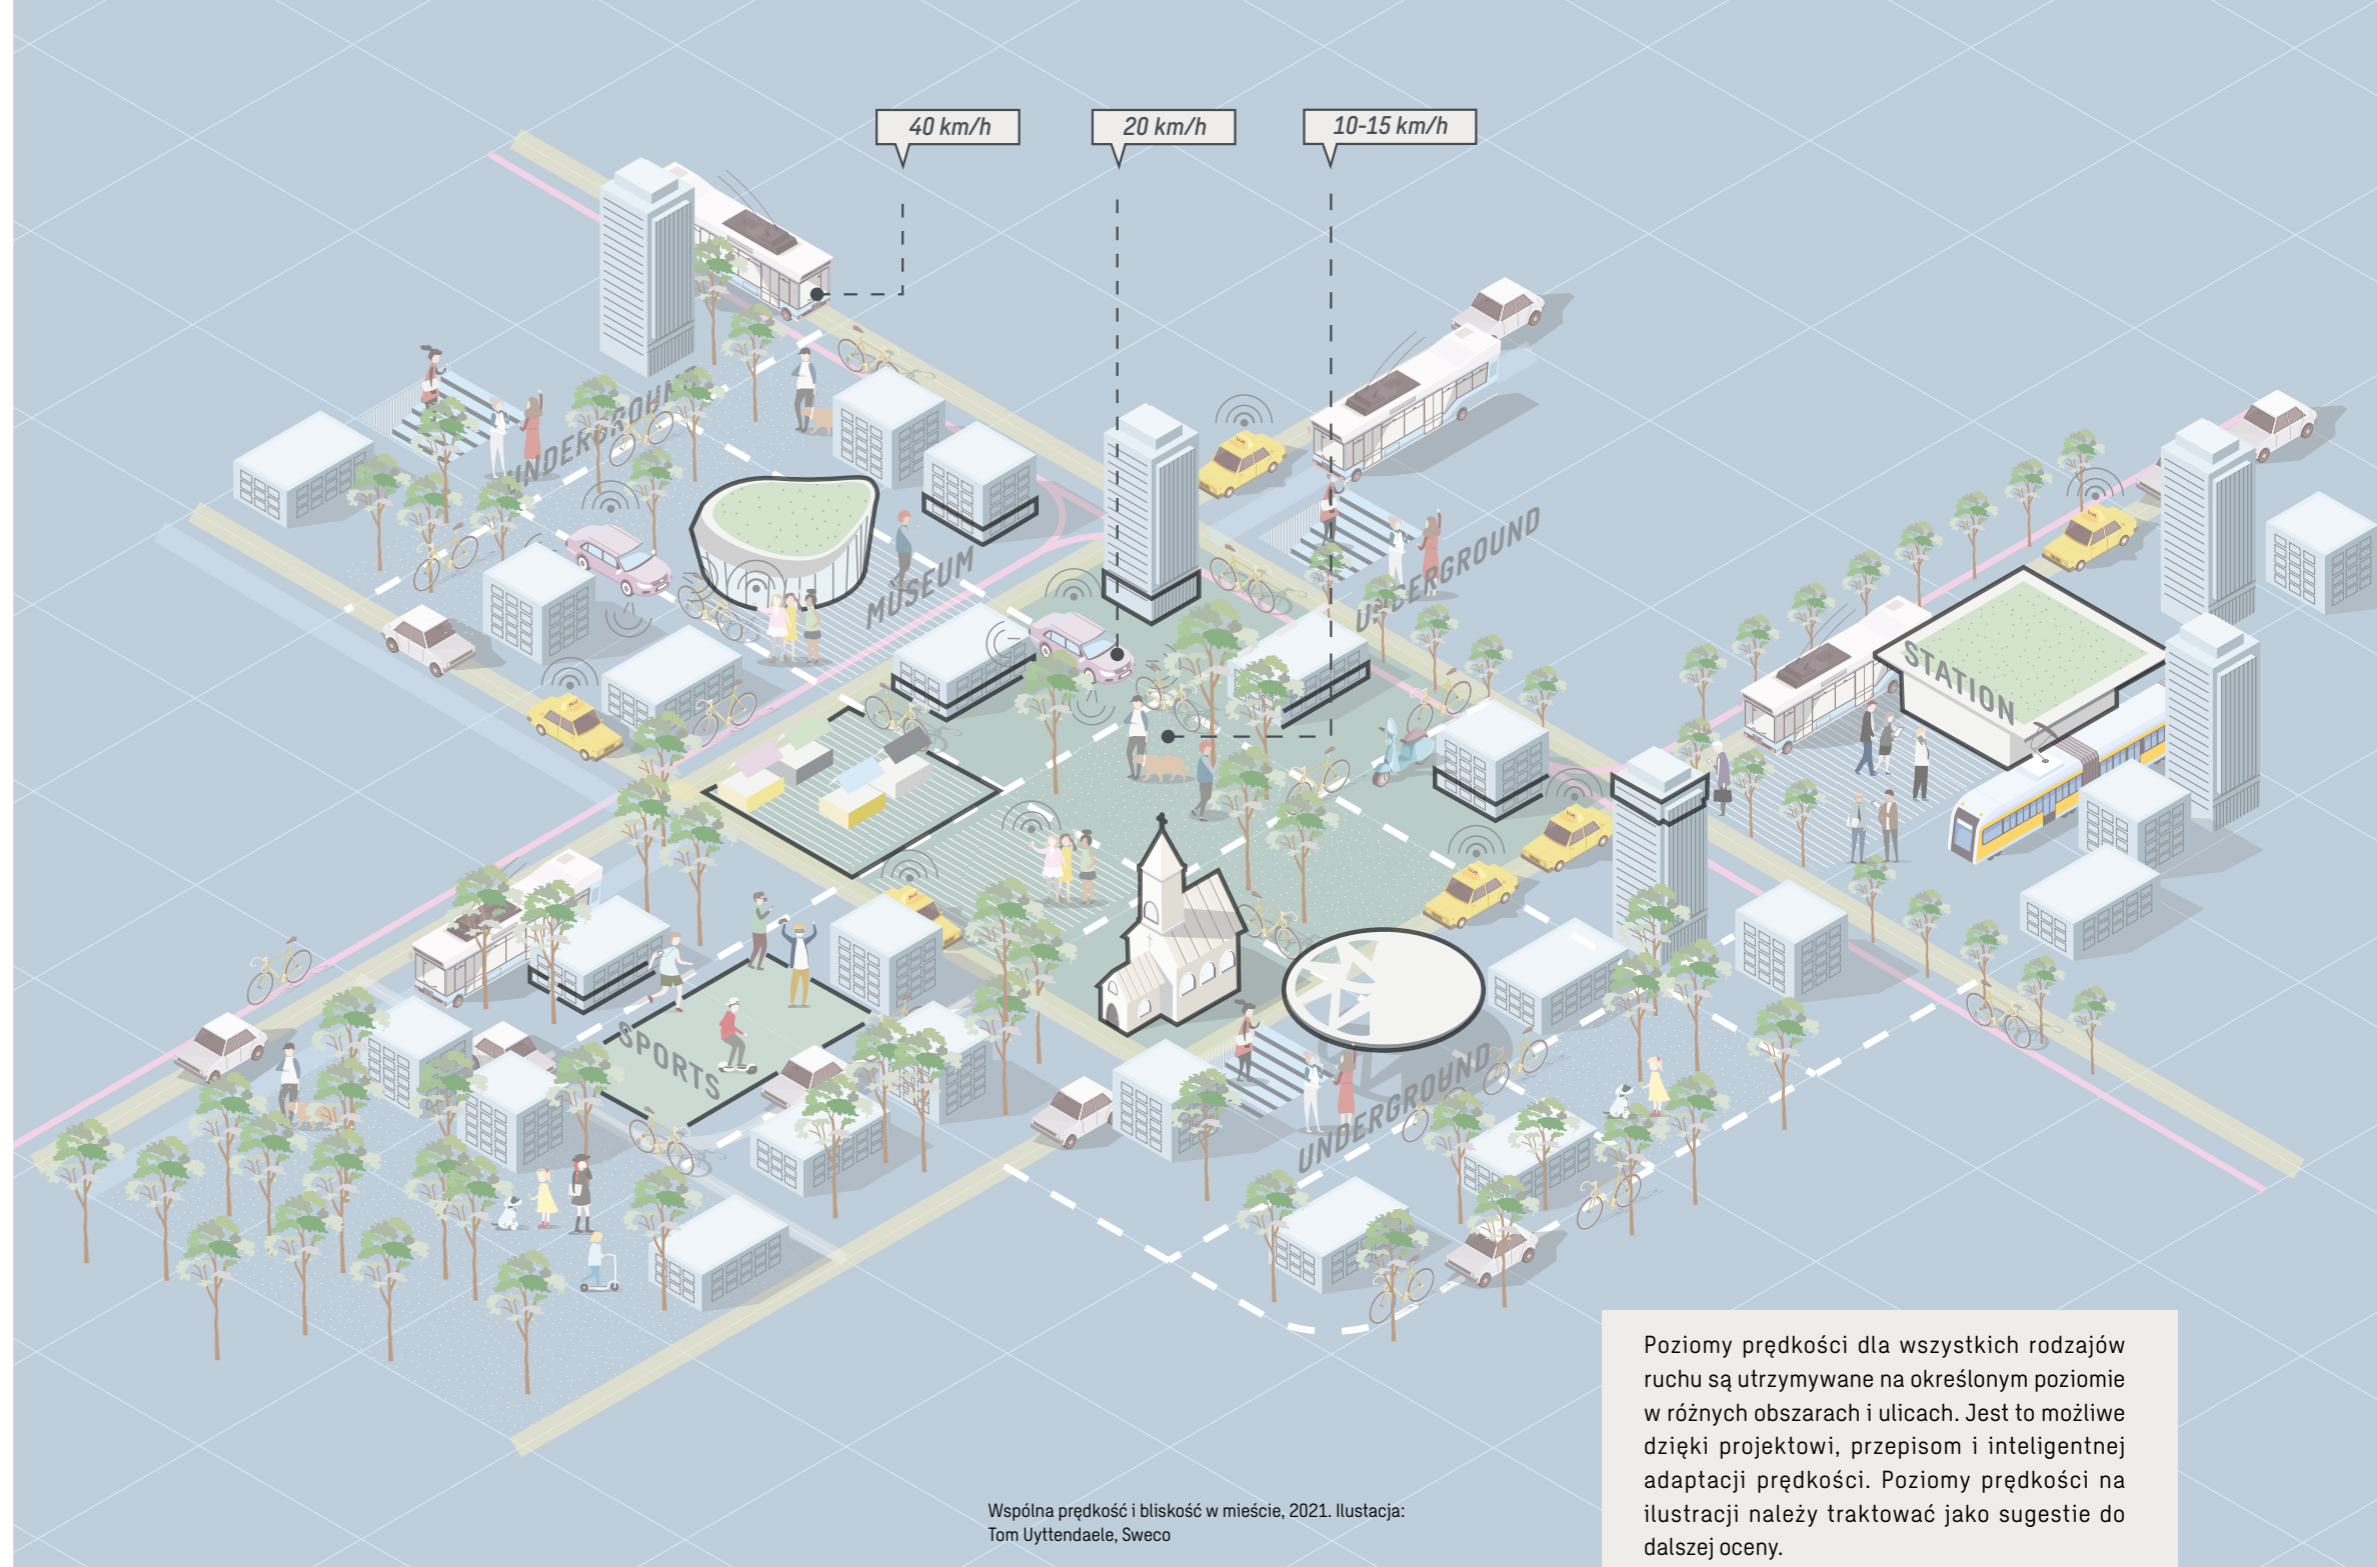 40 km/h
20 km/h
10-15 km/h
UNDERGROUND
MUSEUM
UNDERGROUND
STATION
SPORTS
UNDERGROUND
Poziomy prędkości dla wszystkich rodzajów
ruchu są utrzymywane na określonym poziomie
w różnych obszarach i ulicach. Jest to możliwe
dzięki projektowi, przepisom i inteligentnej
adaptacji prędkości. Poziomy prędkości na
ilustracji należy traktować jako sugestie do
dalszej oceny.
Wspólna prędkość i bliskość w mieście, 2021. Ilustacja:
Tom Uyttendaele, Sweco